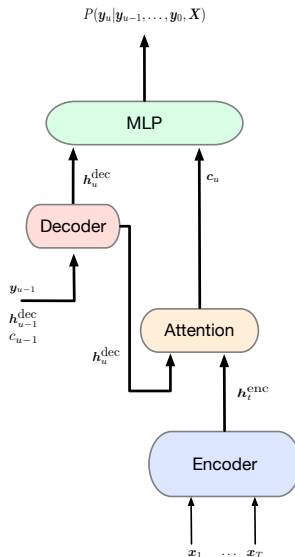 P(y_u|y_{u-1}, ..., y_0, X)
MLP
h_u^{dec}
c_u
Decoder
y_{u-1}
h_{u-1}^{dec}
c_{u-1}
Attention
h_u^{dec}
h_t^{enc}
Encoder
x_1 ... x_T